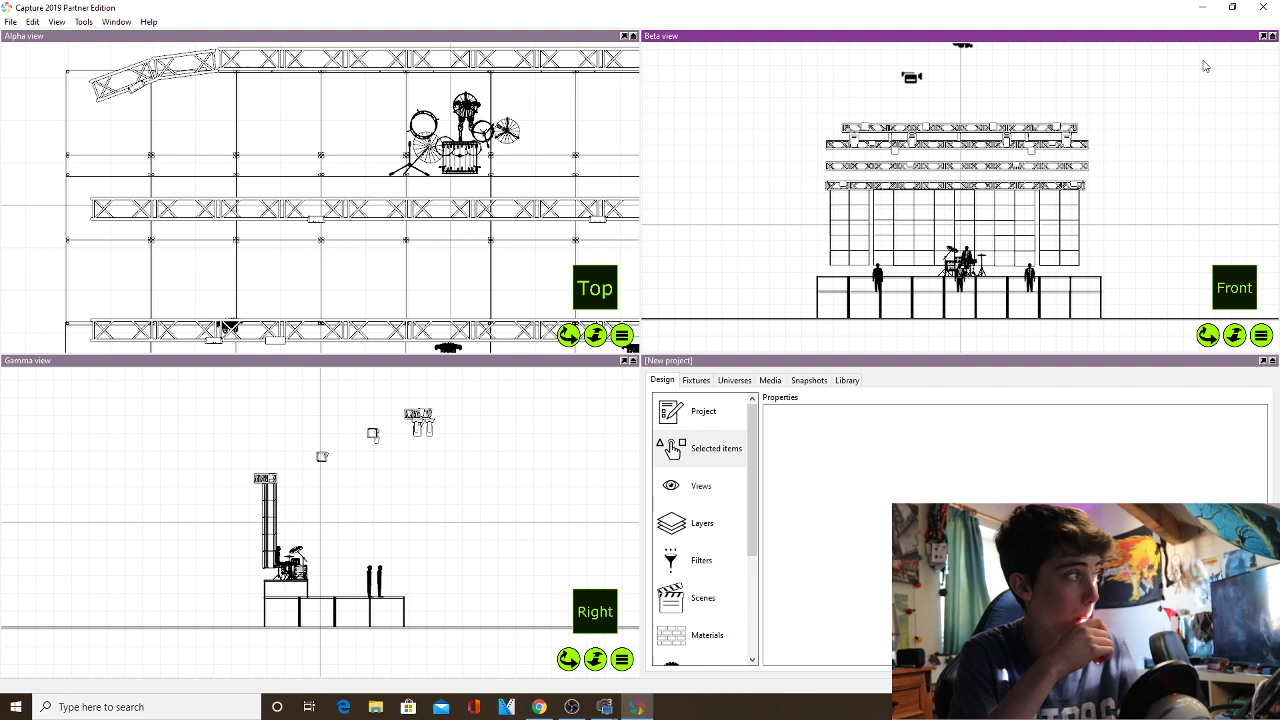 Capture 2019 Partner Edition
File Edit View Tools Window Help
Alpha view
Top
Beta view
Front
Gamma view
Right
[New project]
Design Fixtures Universes Media Snapshots Library
Project
Selected items
Views
Layers
Filters
Scenes
Materials
Properties
Type here to search